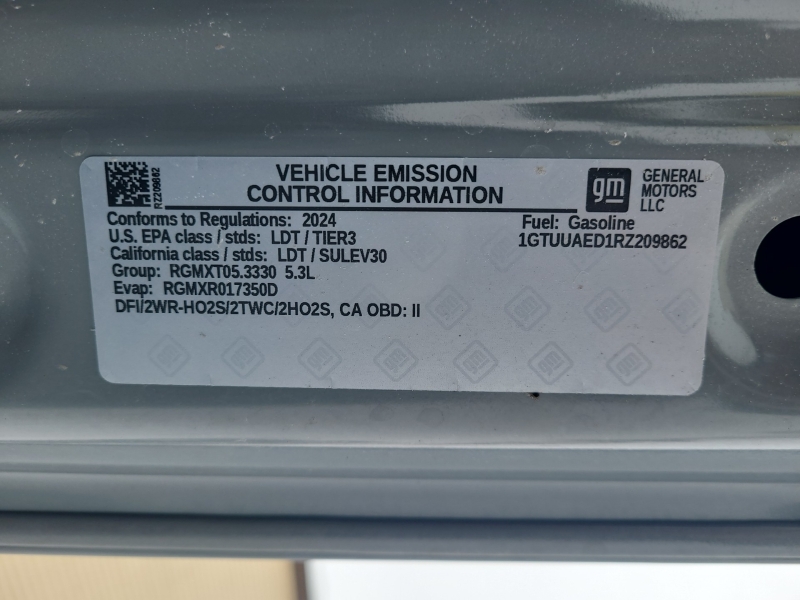 RZ209862
VEHICLE EMISSION
CONTROL INFORMATION
gm
GENERAL
MOTORS
LLC
Conforms to Regulations: 2024
Fuel: Gasoline
U.S. EPA class / stds: LDT / TIER3
1GTUUAED1RZ209862
California class / stds: LDT / SULEV30
Group: RGMXT05.3330 5.3L
Evap: RGMXR017350D
DFI/2WR-HO2S/2TWC/2HO2S, CA OBD: II